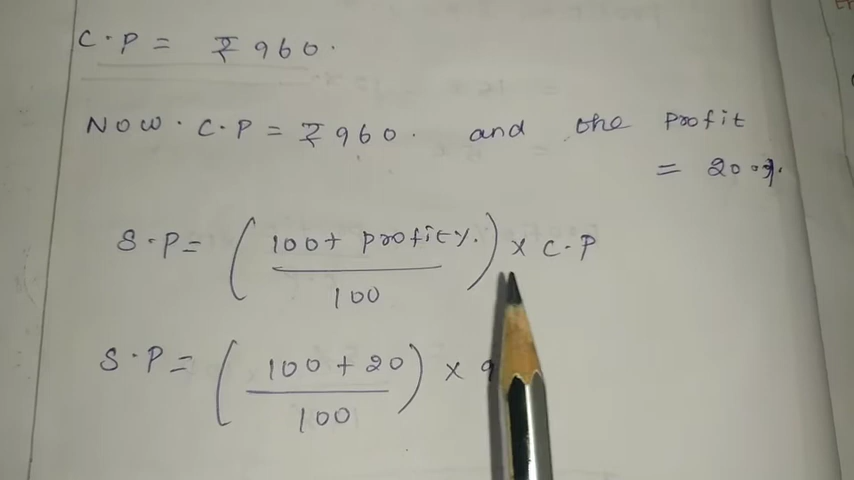 C.P = ₹960.
Now. C.P = ₹960. and the profit
= 20%.
S.P = (100 + profit%. / 100) × C.P
S.P = (100 + 20 / 100) × 9